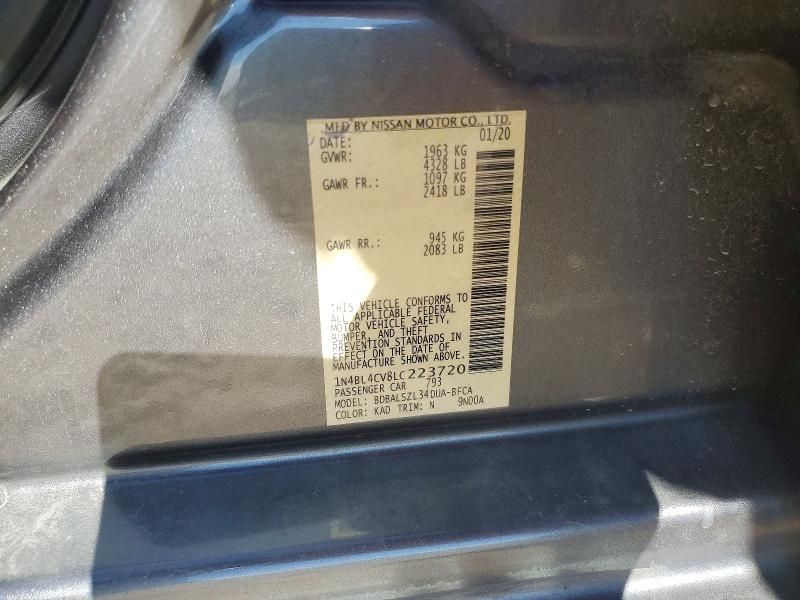 MFD BY NISSAN MOTOR CO., LTD.
DATE: 01/20
GVWR: 1963 KG
4328 LB
GAWR FR.: 1097 KG
2418 LB
GAWR RR.: 945 KG
2083 LB
THIS VEHICLE CONFORMS TO
ALL APPLICABLE FEDERAL
MOTOR VEHICLE SAFETY,
BUMPER, AND THEFT
PREVENTION STANDARDS IN
EFFECT ON THE DATE OF
MANUFACTURE SHOWN ABOVE.
1N4BL4CV8LC223720
PASSENGER CAR 793
MODEL: BDBALSZL34DUA-BFCA
COLOR: KAD TRIM: N 9N00A